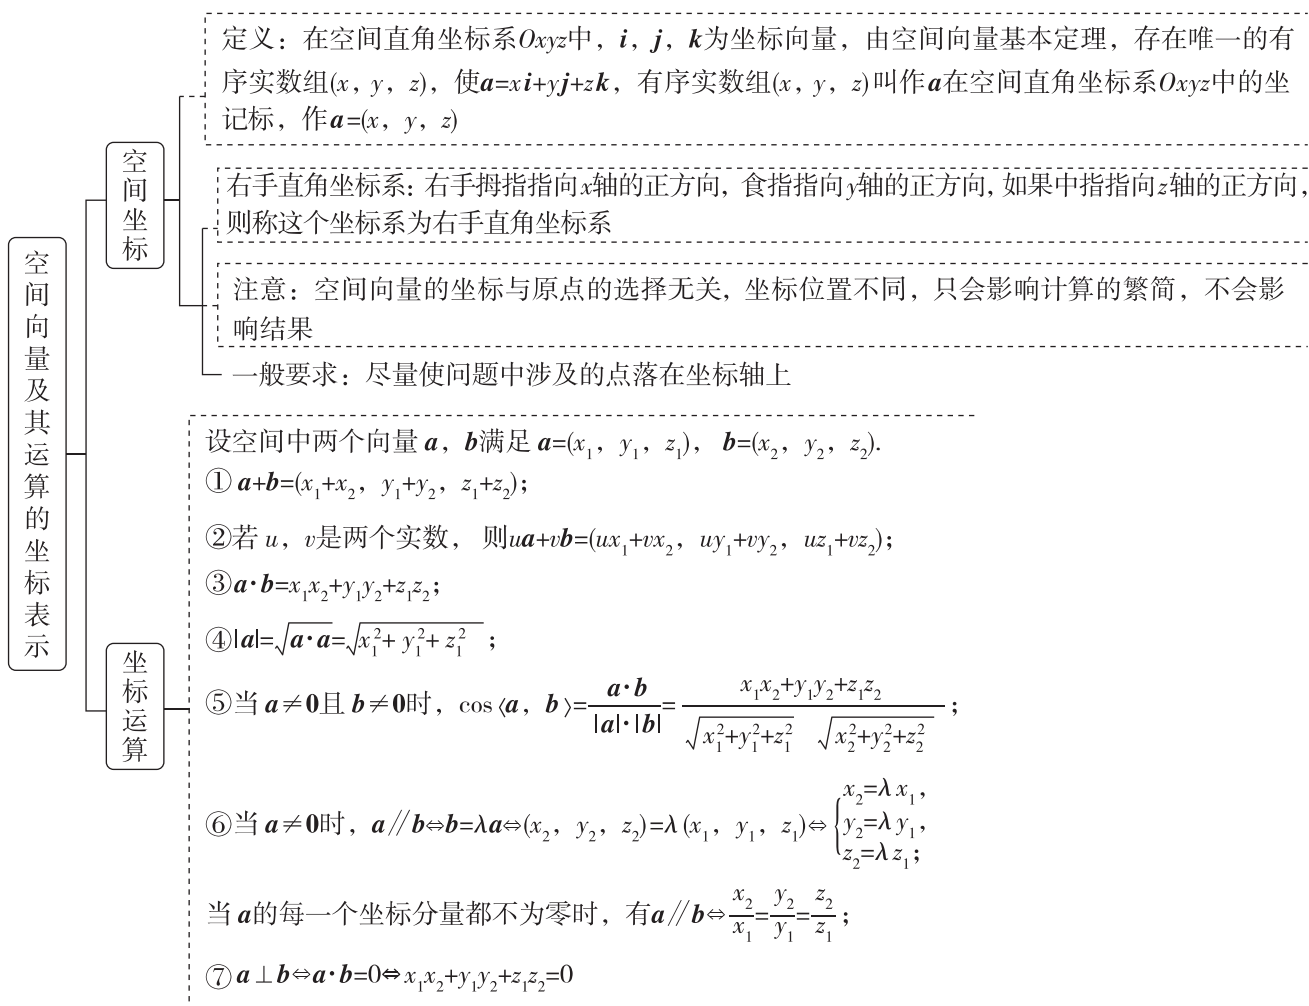 空间向量及其运算的坐标表示
空间坐标
定义：在空间直角坐标系Oxyz中，i，j，k为坐标向量，由空间向量基本定理，存在唯一的有
序实数组(x，y，z)，使a=xi+yj+zk，有序实数组(x，y，z)叫作a在空间直角坐标系Oxyz中的坐
记标，作a=(x，y，z)
右手直角坐标系：右手拇指指向x轴的正方向，食指指向y轴的正方向，如果中指指向z轴的正方向，
则称这个坐标系为右手直角坐标系
注意：空间向量的坐标与原点的选择无关，坐标位置不同，只会影响计算的繁简，不会影
响结果
一般要求：尽量使问题中涉及的点落在坐标轴上
坐标运算
设空间中两个向量a，b满足a=(x₁，y₁，z₁)，b=(x₂，y₂，z₂).
①a+b=(x₁+x₂，y₁+y₂，z₁+z₂)；
②若u，v是两个实数，则ua+vb=(ux₁+vx₂，uy₁+vy₂，uz₁+vz₂)；
③a·b=x₁x₂+y₁y₂+z₁z₂；
④|a|=√(a·a)=√(x₁²+y₁²+z₁²)；
⑤当a≠0且b≠0时，cos⟨a，b⟩=(a·b)/(|a|·|b|)=(x₁x₂+y₁y₂+z₁z₂)/(√(x₁²+y₁²+z₁²) √(x₂²+y₂²+z₂²))；
⑥当a≠0时，a∥b⇔b=λa⇔(x₂，y₂，z₂)=λ(x₁，y₁，z₁)⇔{x₂=λx₁，
y₂=λy₁，
z₂=λz₁；
当a的每一个坐标分量都不为零时，有a∥b⇔x₂/x₁=y₂/y₁=z₂/z₁；
⑦a⊥b⇔a·b=0⇔x₁x₂+y₁y₂+z₁z₂=0